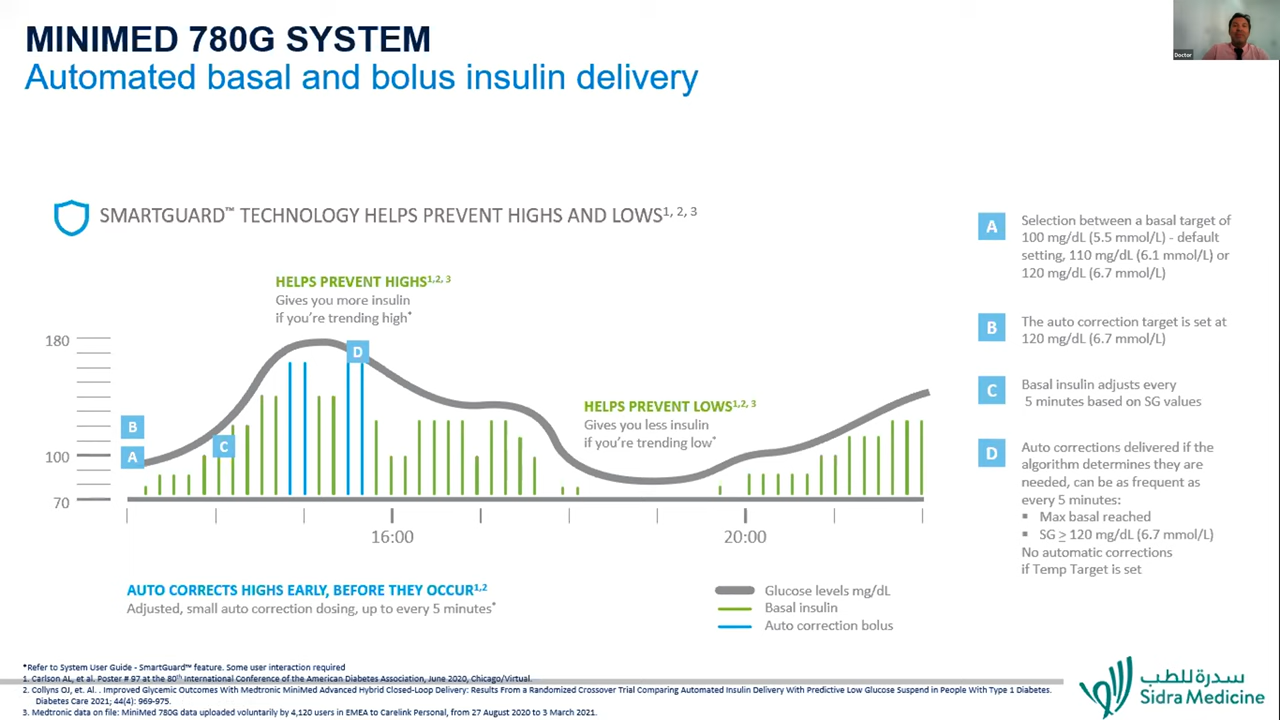 MINIMED 780G SYSTEM
Automated basal and bolus insulin delivery
Doctor
SMARTGUARD™ TECHNOLOGY HELPS PREVENT HIGHS AND LOWS1, 2, 3
HELPS PREVENT HIGHS1,2, 3
Gives you more insulin
if you're trending high*
180
100
70
B
A
C
D
HELPS PREVENT LOWS1,2, 3
Gives you less insulin
if you're trending low*
16:00
20:00
AUTO CORRECTS HIGHS EARLY, BEFORE THEY OCCUR1,2
Adjusted, small auto correction dosing, up to every 5 minutes*
Glucose levels mg/dL
Basal insulin
Auto correction bolus
A
Selection between a basal target of
100 mg/dL (5.5 mmol/L) - default
setting, 110 mg/dL (6.1 mmol/L) or
120 mg/dL (6.7 mmol/L)
B
The auto correction target is set at
120 mg/dL (6.7 mmol/L)
C
Basal insulin adjusts every
5 minutes based on SG values
D
Auto corrections delivered if the
algorithm determines they are
needed, can be as frequent as
every 5 minutes:
▪ Max basal reached
▪ SG ≥ 120 mg/dL (6.7 mmol/L)
No automatic corrections
if Temp Target is set
*Refer to System User Guide - SmartGuard™ feature. Some user interaction required
1. Carlson AL, et al. Poster # 97 at the 80th International Conference of the American Diabetes Association, June 2020, Chicago/Virtual.
2. Collyns OJ, et. Al. . Improved Glycemic Outcomes With Medtronic MiniMed Advanced Hybrid Closed-Loop Delivery: Results From a Randomized Crossover Trial Comparing Automated Insulin Delivery With Predictive Low Glucose Suspend in People With Type 1 Diabetes.
Diabetes Care 2021; 44(4): 969-975.
3. Medtronic data on file: MiniMed 780G data uploaded voluntarily by 4,120 users in EMEA to Carelink Personal, from 27 August 2020 to 3 March 2021.
سدرة للطب
Sidra Medicine